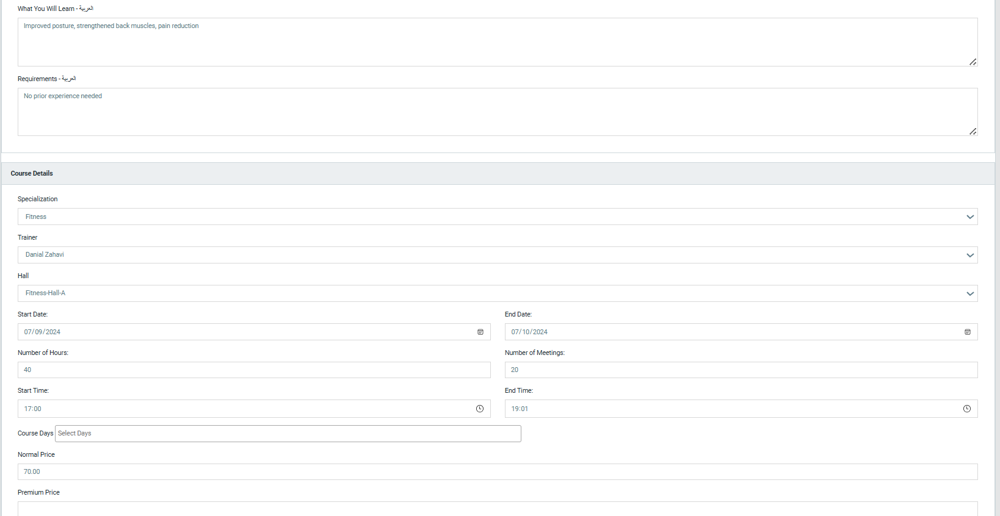 What You Will Learn - العربية
Improved posture, strengthened back muscles, pain reduction
Requirements - العربية
No prior experience needed
Course Details
Specialization
Fitness
Trainer
Danial Zahavi
Hall
Fitness-Hall-A
Start Date: End Date:
07/09/2024 07/10/2024
Number of Hours: Number of Meetings:
40 20
Start Time: End Time:
17:00 19:01
Course Days Select Days
Normal Price
70.00
Premium Price